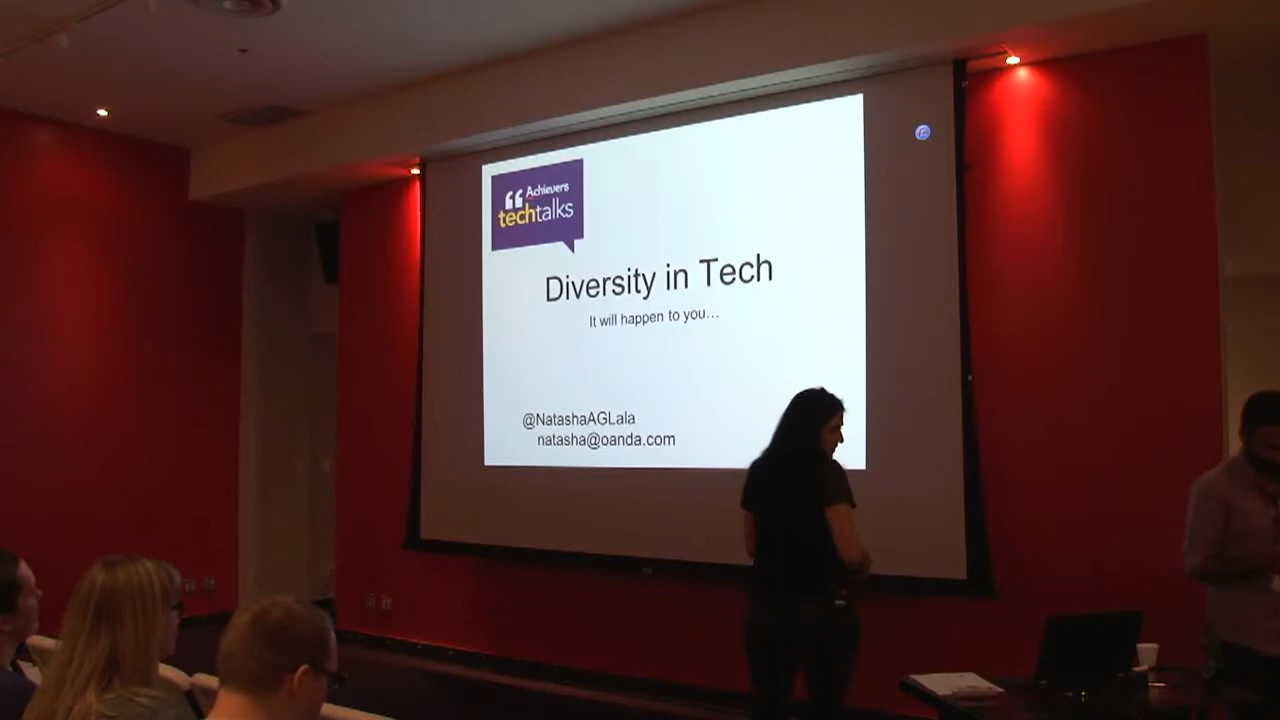 Achievers
techtalks
Diversity in Tech
It will happen to you…
@NatashaAGLala
natasha@oanda.com